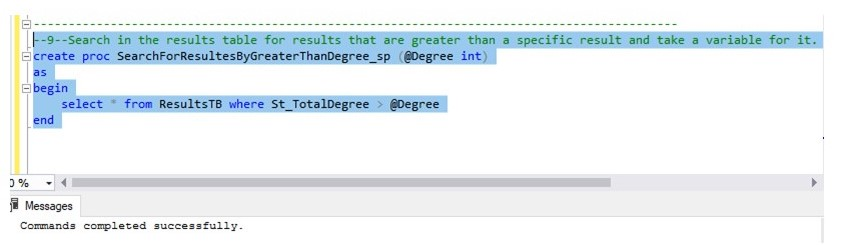 --9--Search in the results table for results that are greater than a specific result and take a variable for it.
create proc SearchForResultesByGreaterThanDegree_sp (@Degree int)
as
begin
select * from ResultsTB where St_TotalDegree > @Degree
end
0 %
Messages
Commands completed successfully.